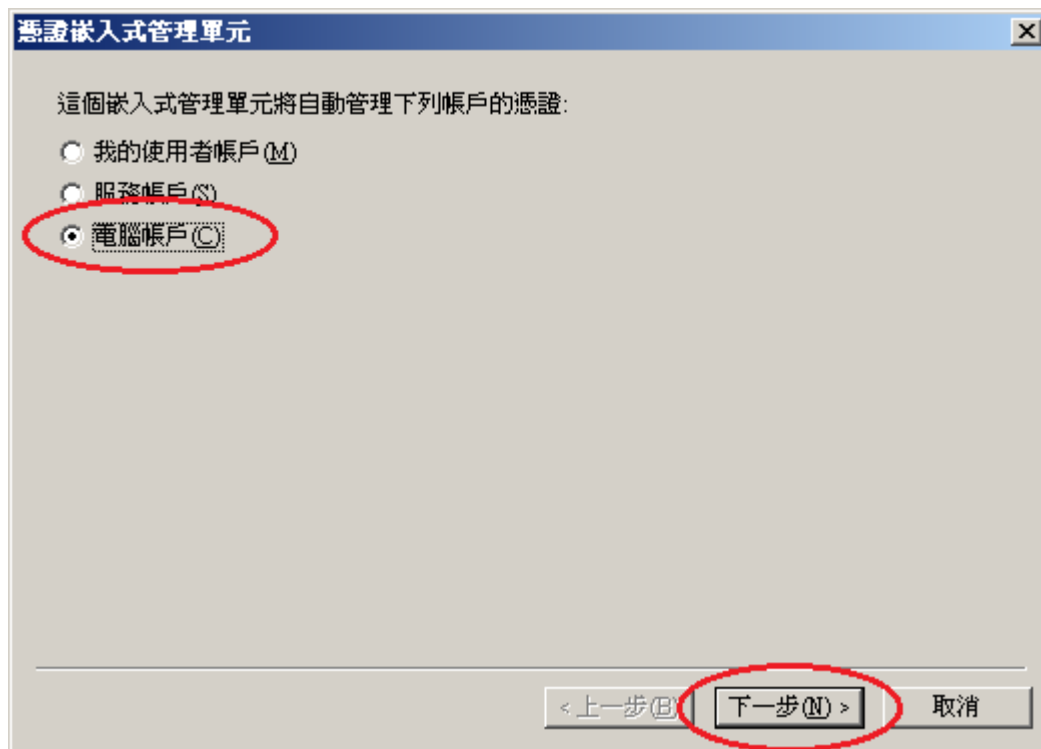 憑證嵌入式管理單元
這個嵌入式管理單元將自動管理下列帳戶的憑證:
我的使用者帳戶(M)
服務帳戶(S)
電腦帳戶(C)
<上一步(B) 下一步(N) > 取消